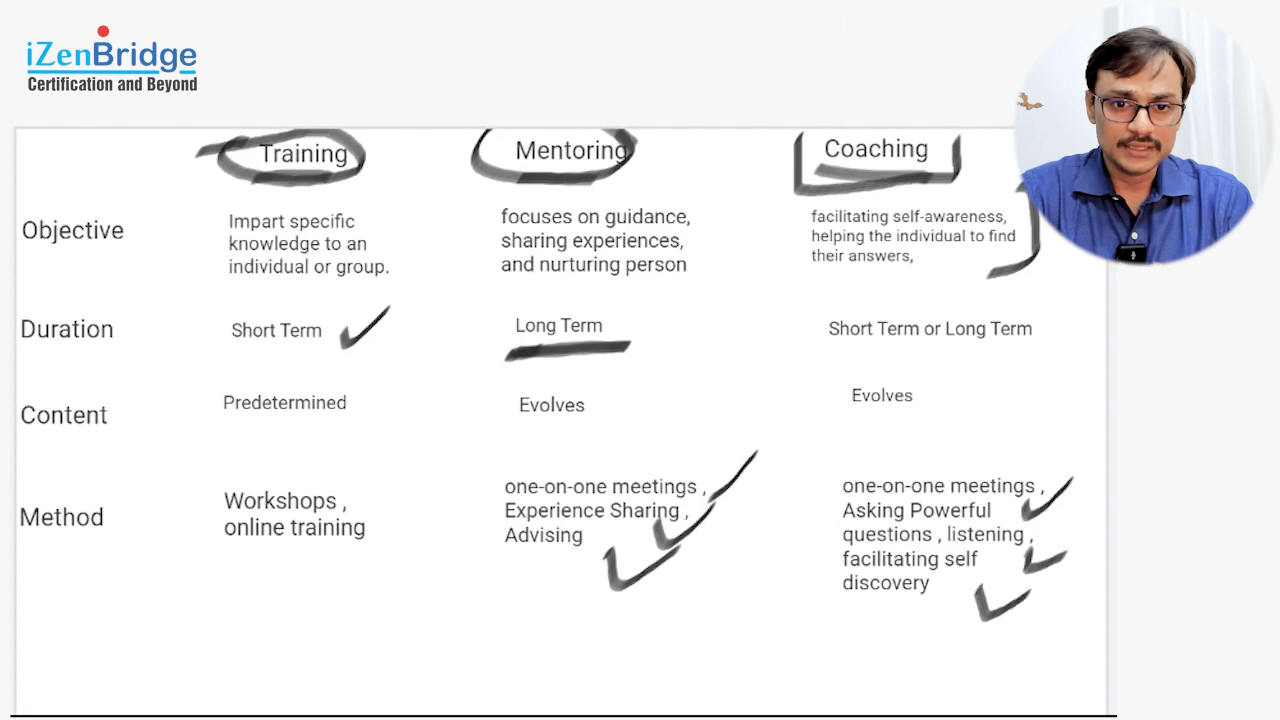 iZenBridge
Certification and Beyond
Training
Mentoring
Coaching
Objective
Impart specific
knowledge to an
individual or group.
focuses on guidance,
sharing experiences,
and nurturing person
facilitating self-awareness,
helping the individual to find
their answers,
Duration
Short Term
Long Term
Short Term or Long Term
Content
Predetermined
Evolves
Evolves
Method
Workshops ,
online training
one-on-one meetings ,
Experience Sharing ,
Advising
one-on-one meetings ,
Asking Powerful
questions , listening ,
facilitating self
discovery